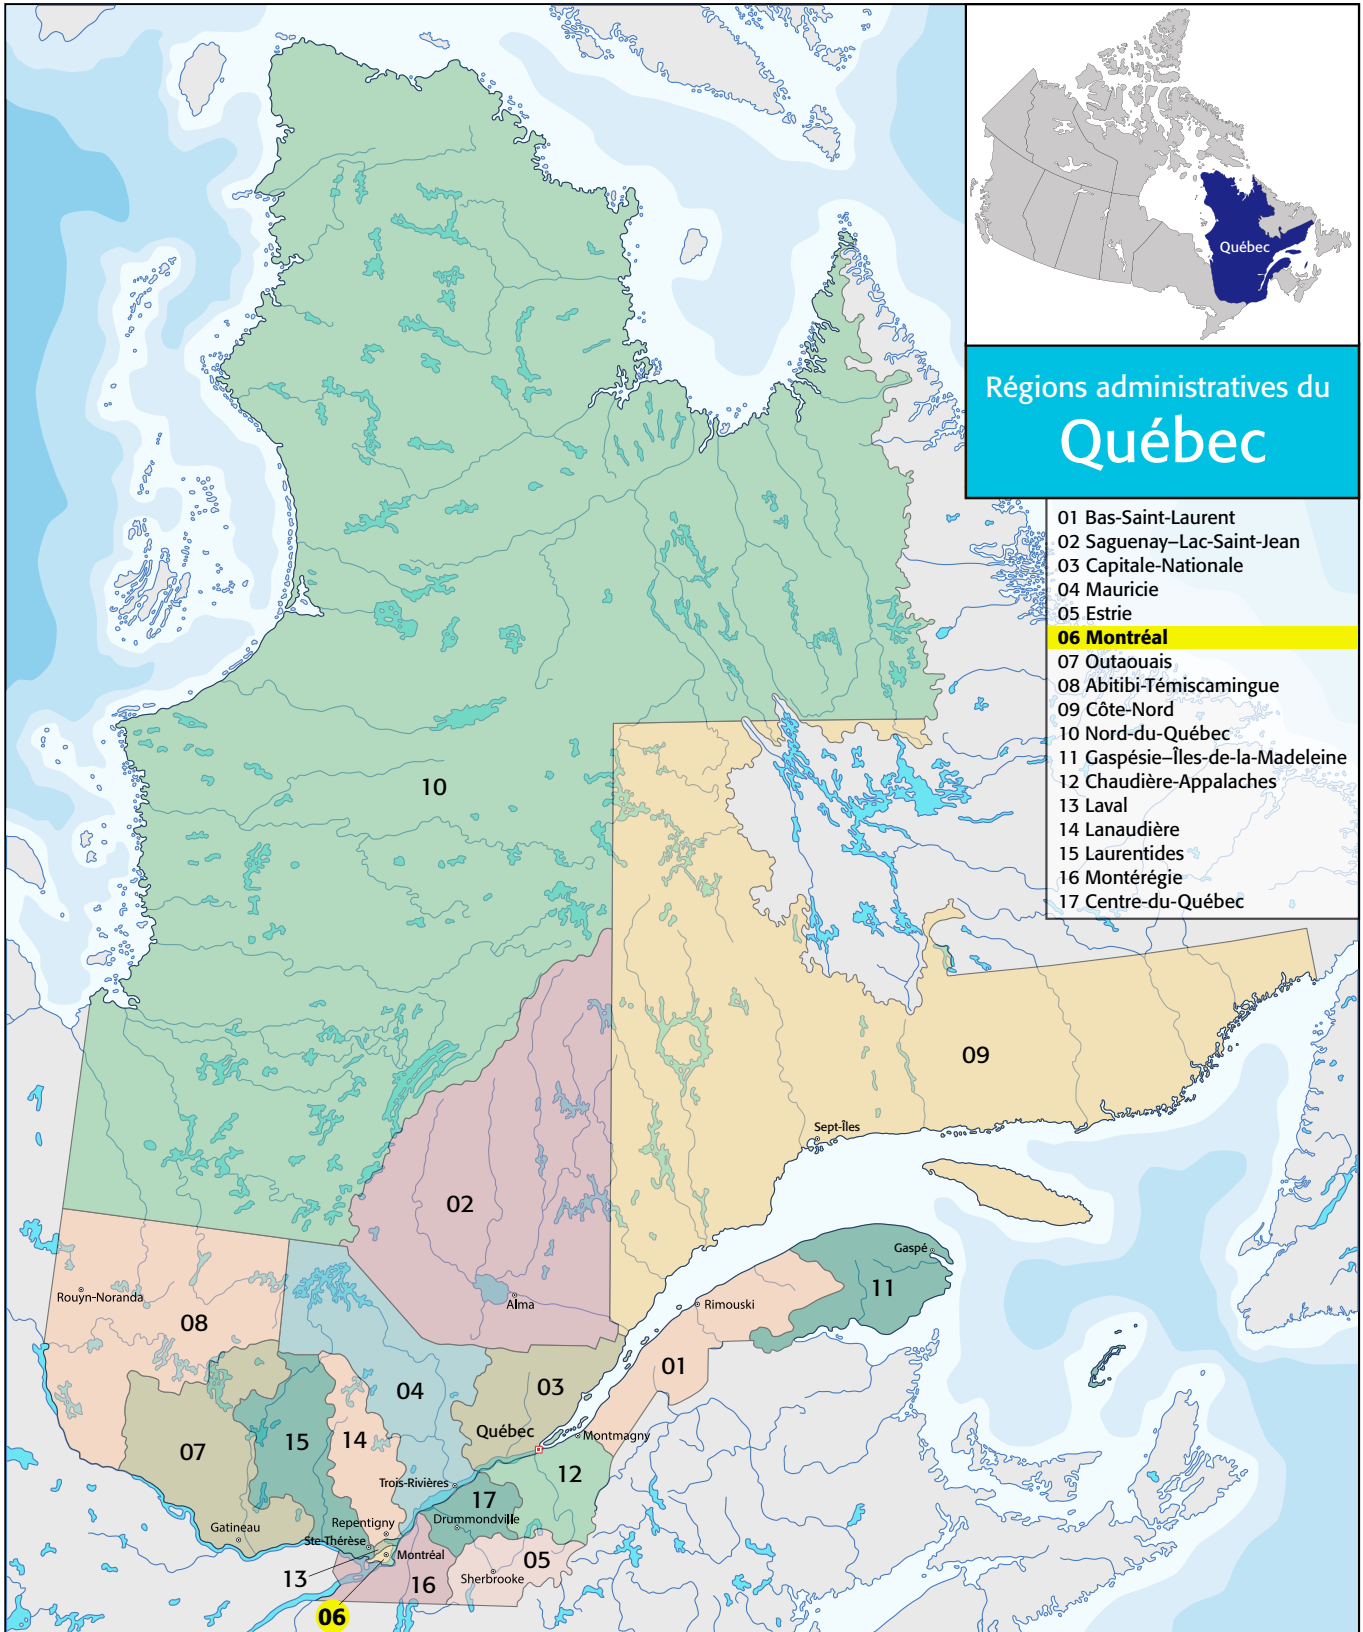 Québec
Régions administratives du
Québec
01 Bas-Saint-Laurent
02 Saguenay–Lac-Saint-Jean
03 Capitale-Nationale
04 Mauricie
05 Estrie
06 Montréal
07 Outaouais
08 Abitibi-Témiscamingue
09 Côte-Nord
10 Nord-du-Québec
11 Gaspésie–Îles-de-la-Madeleine
12 Chaudière-Appalaches
13 Laval
14 Lanaudière
15 Laurentides
16 Montérégie
17 Centre-du-Québec
10
09
Sept-Îles
02
Gaspé
11
Rouyn-Noranda
Alma
Rimouski
08
01
04
03
Québec
Montmagny
07
15
14
12
Trois-Rivières
17
Drummondville
Gatineau
Repentigny
Ste-Thérèse
Montréal
05
13
16
Sherbrooke
06